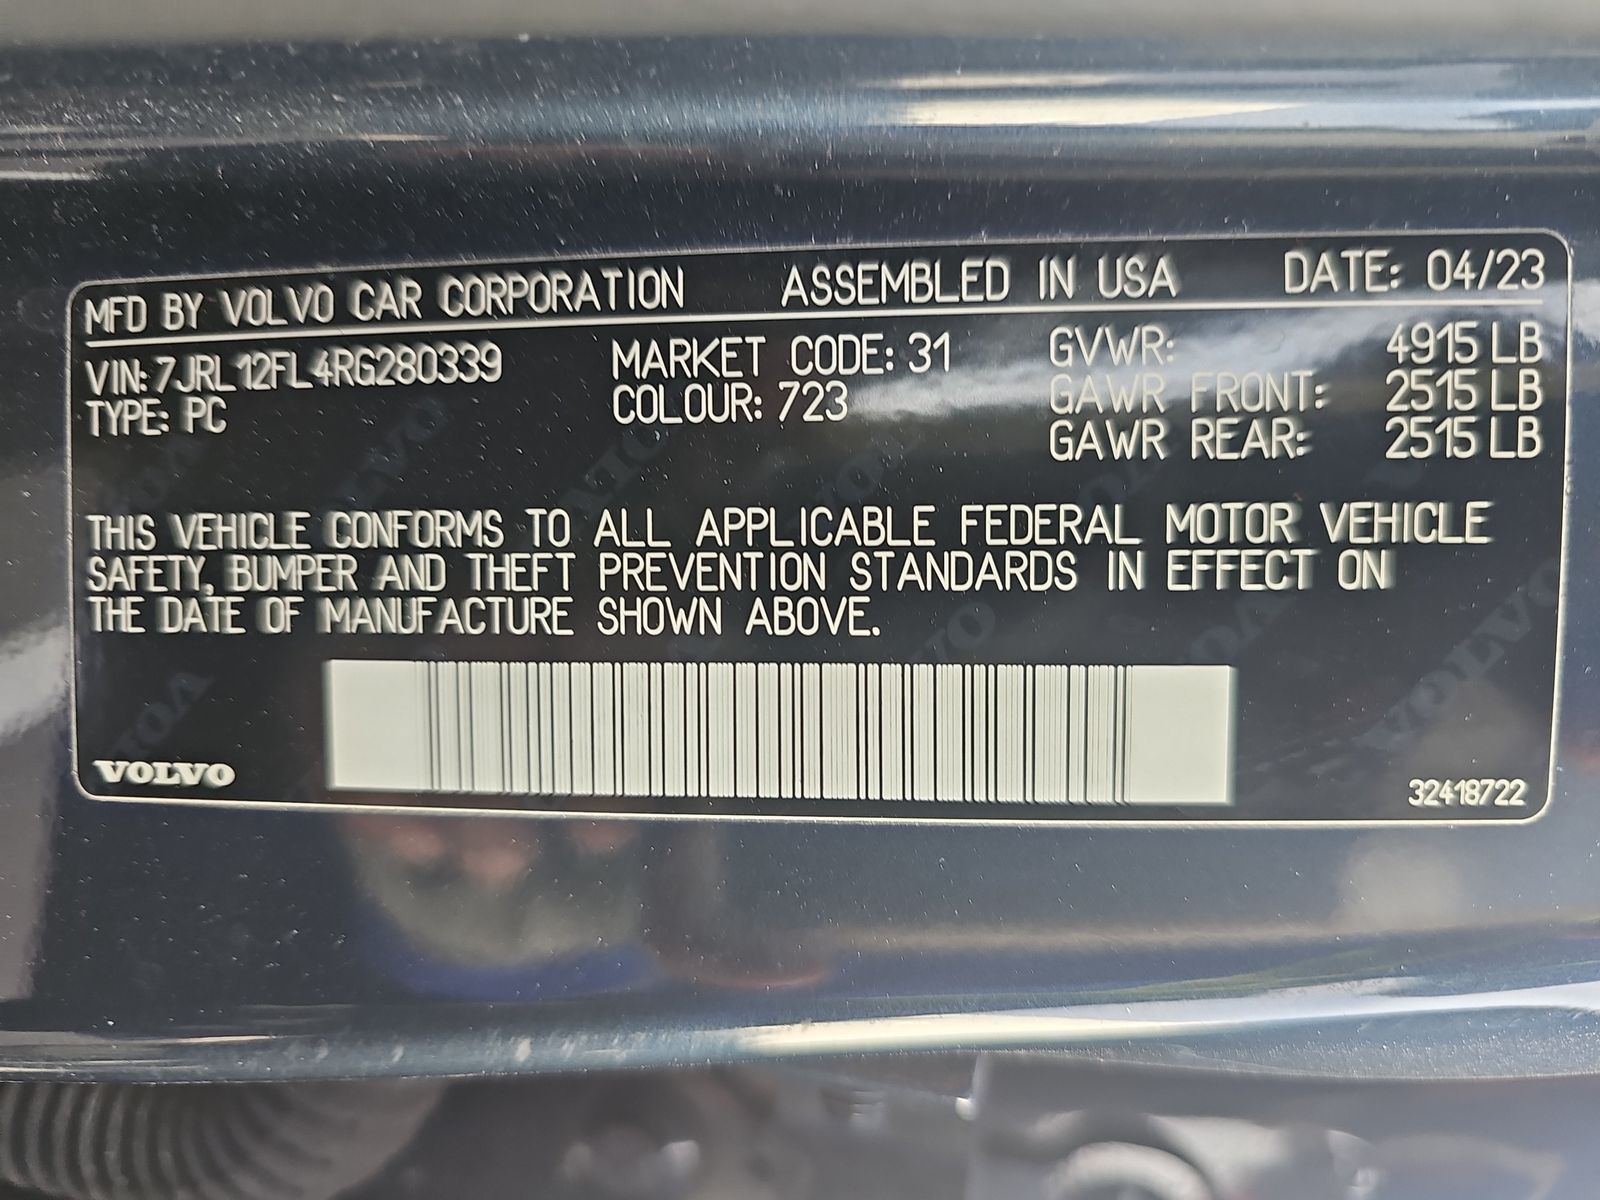 MFD BY VOLVO CAR CORPORATION ASSEMBLED IN USA DATE: 04/23
VIN: 7JRL12FL4RG280339 MARKET CODE: 31 GVWR: 4915 LB
TYPE: PC COLOUR: 723 GAWR FRONT: 2515 LB
GAWR REAR: 2515 LB
THIS VEHICLE CONFORMS TO ALL APPLICABLE FEDERAL MOTOR VEHICLE
SAFETY, BUMPER AND THEFT PREVENTION STANDARDS IN EFFECT ON
THE DATE OF MANUFACTURE SHOWN ABOVE.
VOLVO 32418722